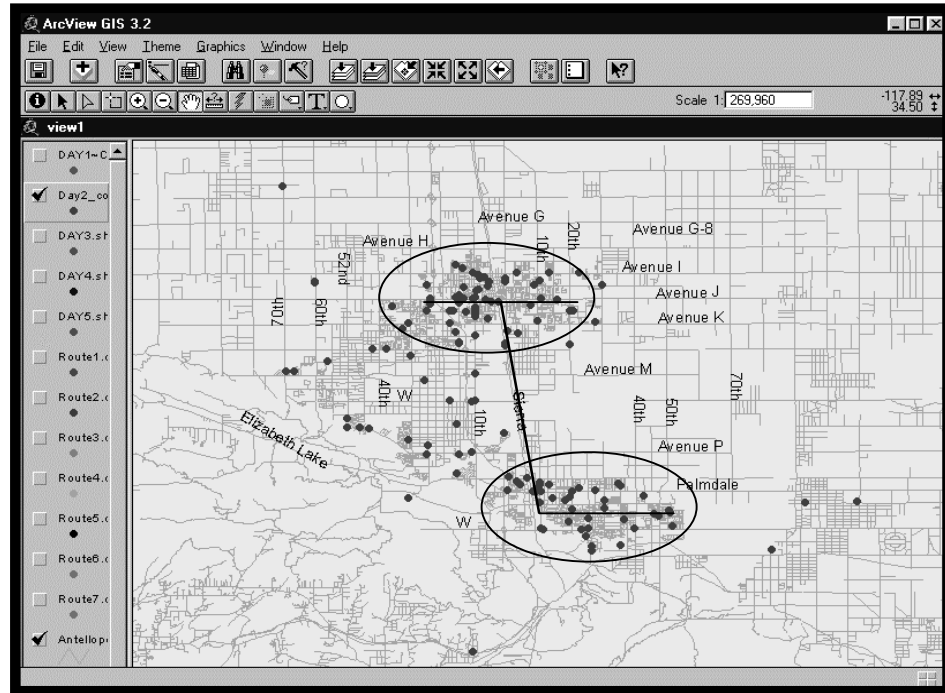 ArcView GIS 3.2
File Edit View Theme Graphics Window Help
Scale 1: 269,960
-117.89
34.50
view1
DAY1~C
Day2_co
DAY3.sh
DAY4.sh
DAY5.sh
Route1.c
Route2.c
Route3.c
Route4.c
Route5.c
Route6.c
Route7.c
Antellop
Avenue G
Avenue H
Avenue G-8
Avenue I
Avenue J
Avenue K
Avenue M
Avenue P
Palmdale
10th
20th
52nd
60th
70th
40th
W
Siena
10th
40th
50th
70th
Elizabeth Lake
W